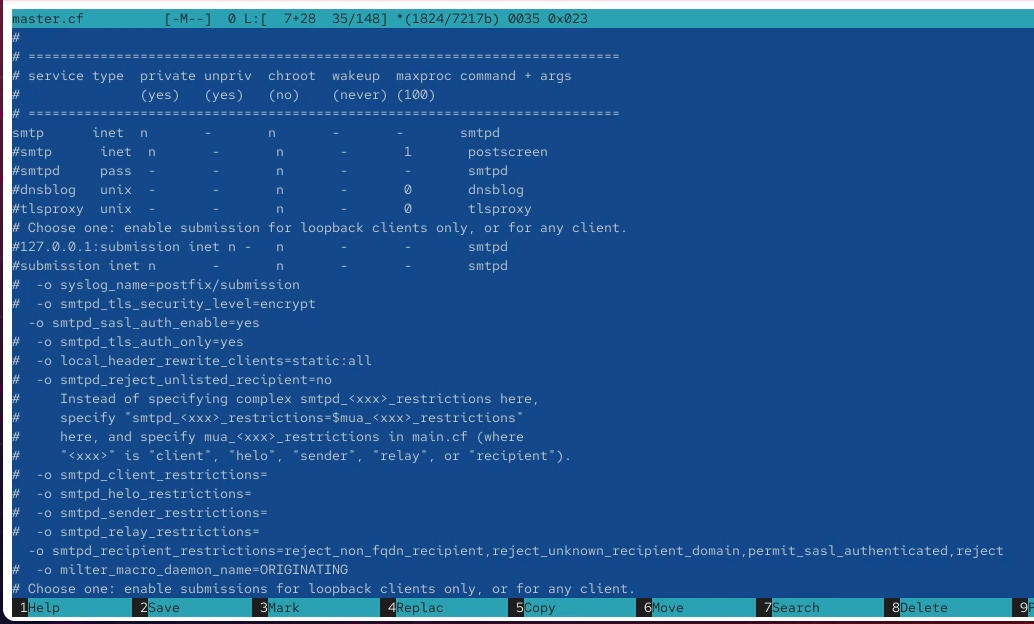 master.cf          [-M--]  0 L:[  7+28  35/148] *(1824/7217b) 0035 0x023
#
# ==========================================================================
# service type  private unpriv  chroot  wakeup  maxproc command + args
#               (yes)   (yes)   (no)    (never) (100)
# ==========================================================================
smtp      inet  n       -       n       -       -       smtpd
#smtp      inet  n       -       n       -       1       postscreen
#smtpd     pass  -       -       n       -       -       smtpd
#dnsblog   unix  -       -       n       -       0       dnsblog
#tlsproxy  unix  -       -       n       -       0       tlsproxy
# Choose one: enable submission for loopback clients only, or for any client.
#127.0.0.1:submission inet n -   n       -       -       smtpd
#submission inet n       -       n       -       -       smtpd
#  -o syslog_name=postfix/submission
#  -o smtpd_tls_security_level=encrypt
  -o smtpd_sasl_auth_enable=yes
#  -o smtpd_tls_auth_only=yes
#  -o local_header_rewrite_clients=static:all
#  -o smtpd_reject_unlisted_recipient=no
#     Instead of specifying complex smtpd_<xxx>_restrictions here,
#     specify "smtpd_<xxx>_restrictions=$mua_<xxx>_restrictions"
#     here, and specify mua_<xxx>_restrictions in main.cf (where
#     "<xxx>" is "client", "helo", "sender", "relay", or "recipient").
#  -o smtpd_client_restrictions=
#  -o smtpd_helo_restrictions=
#  -o smtpd_sender_restrictions=
#  -o smtpd_relay_restrictions=
  -o smtpd_recipient_restrictions=reject_non_fqdn_recipient,reject_unknown_recipient_domain,permit_sasl_authenticated,reject
#  -o milter_macro_daemon_name=ORIGINATING
# Choose one: enable submissions for loopback clients only, or for any client.
1Help 2Save 3Mark 4Replac 5Copy 6Move 7Search 8Delete 9